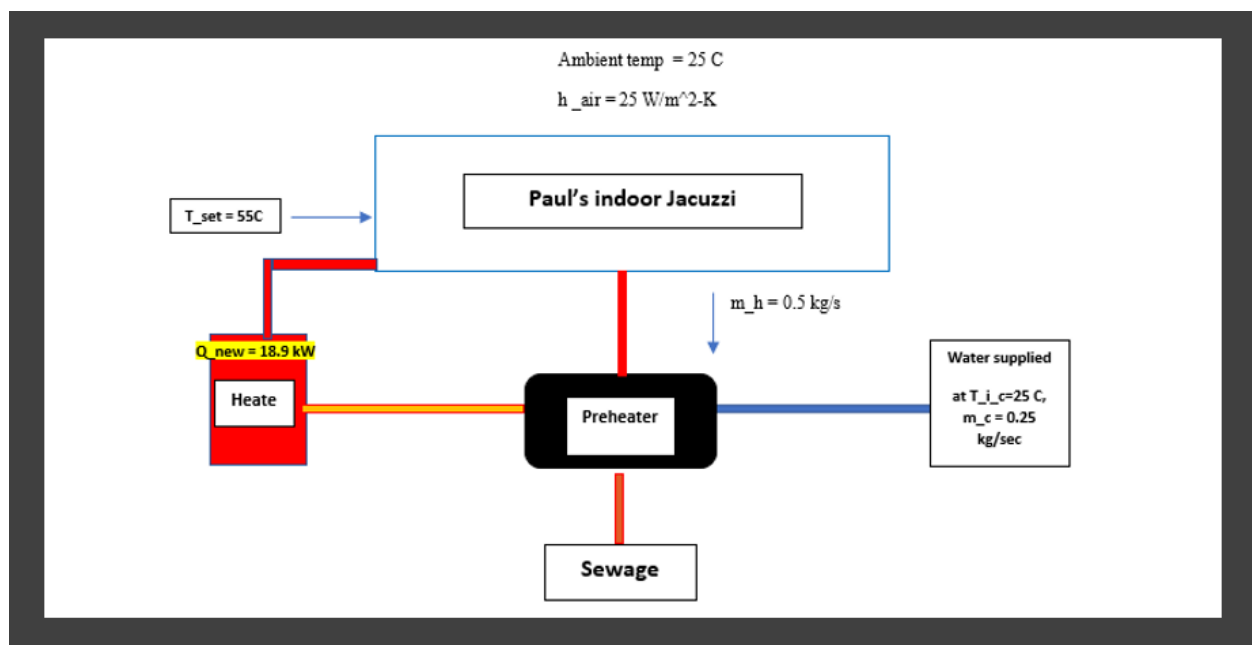 Ambient temp = 25 C
h _air = 25 W/m^2-K
Paul's indoor Jacuzzi
T_set = 55C
m_h = 0.5 kg/s
Q_new = 18.9 kW
Heate
Preheater
Water supplied
at T_i_c=25 C,
m_c = 0.25
kg/sec
Sewage